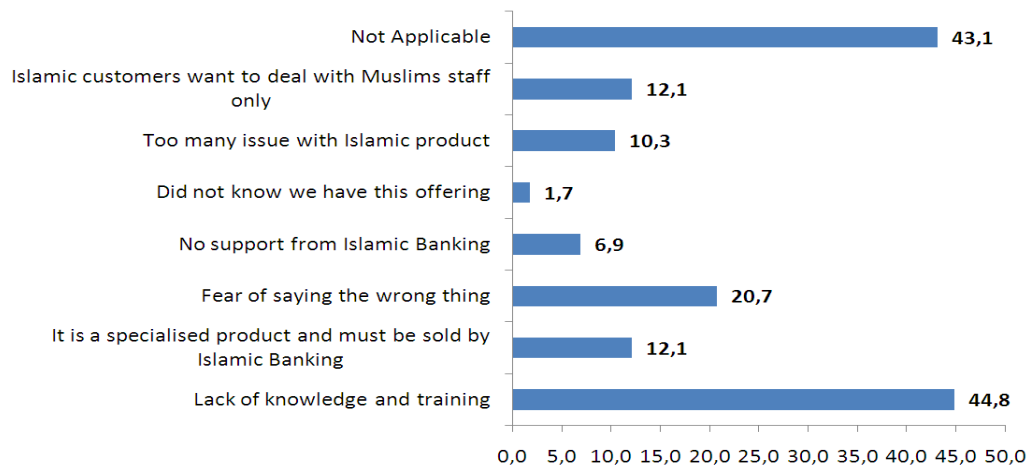 Not Applicable
43,1
Islamic customers want to deal with Muslims staff
only
12,1
Too many issue with Islamic product
10,3
Did not know we have this offering
1,7
No support from Islamic Banking
6,9
Fear of saying the wrong thing
20,7
It is a specialised product and must be sold by
Islamic Banking
12,1
Lack of knowledge and training
44,8
0,0 5,0 10,0 15,0 20,0 25,0 30,0 35,0 40,0 45,0 50,0